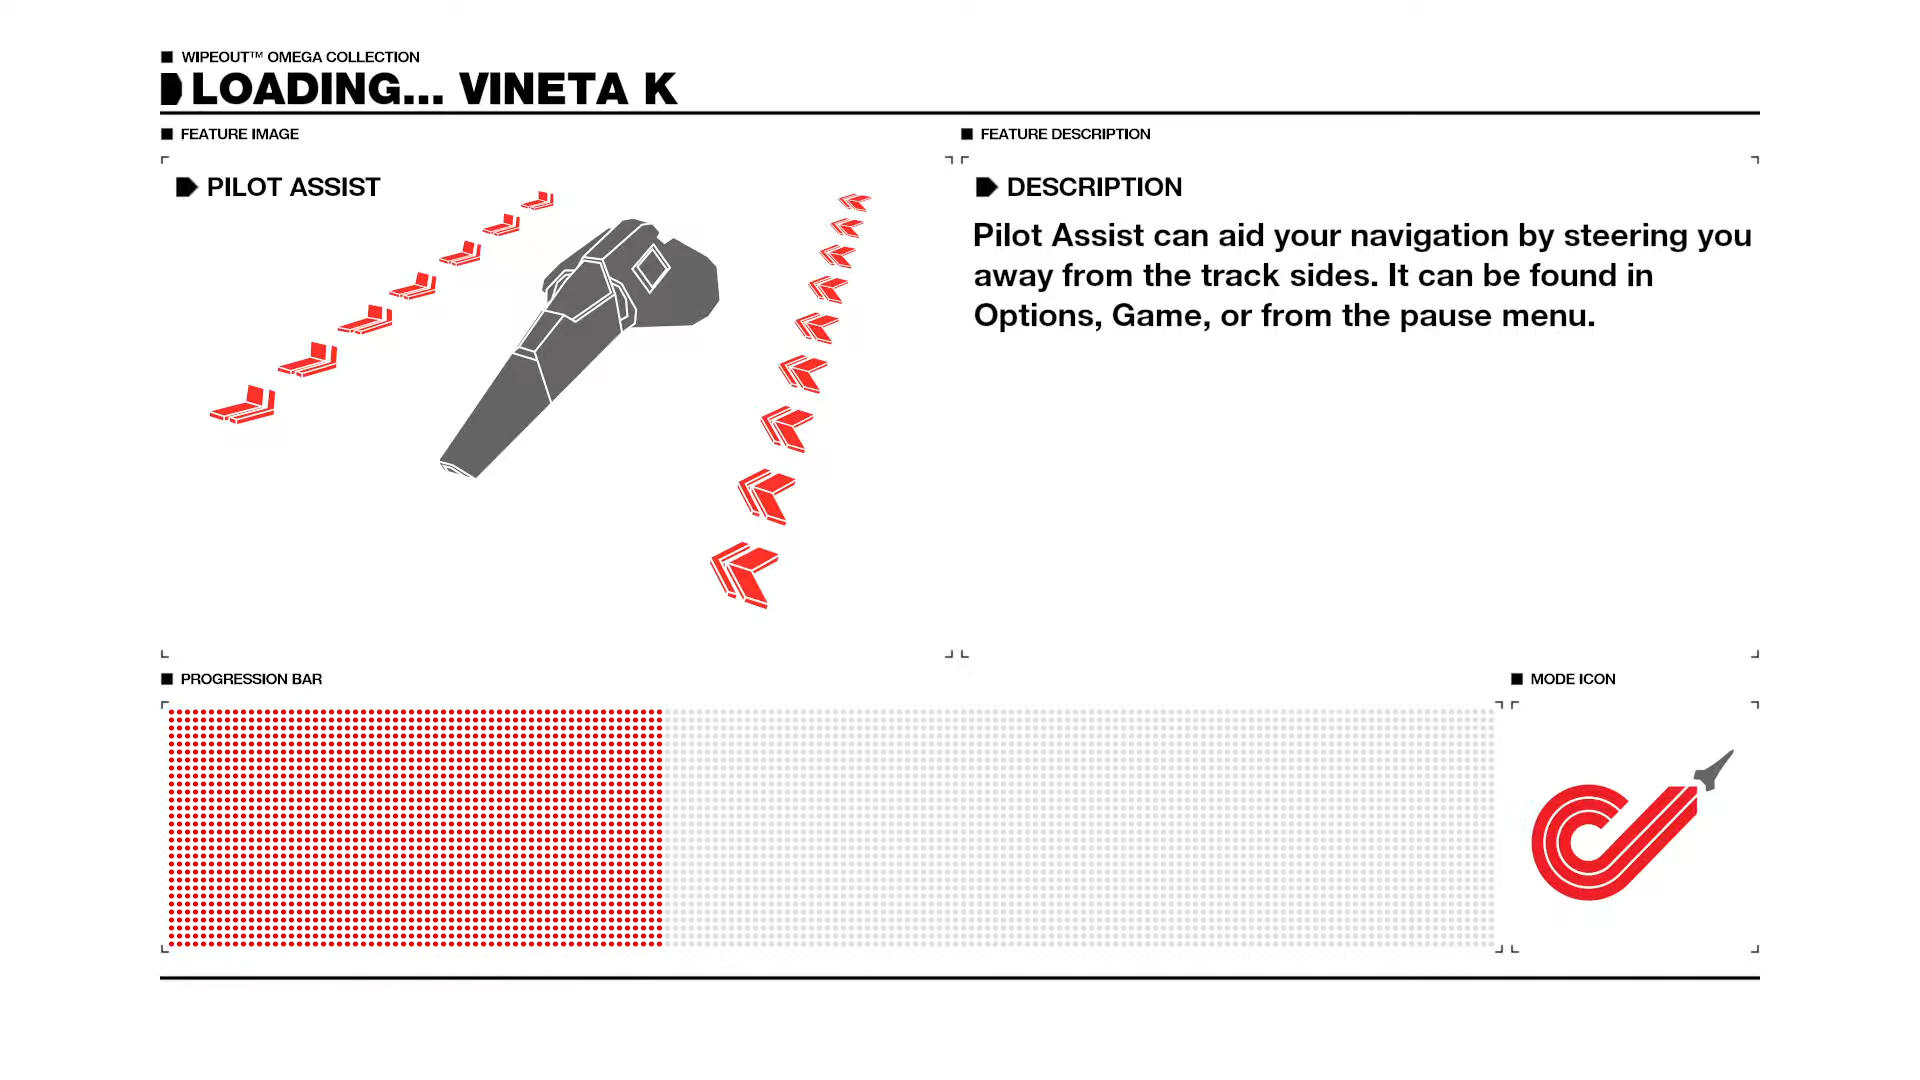 WIPEOUT™ OMEGA COLLECTION
LOADING... VINETA K
FEATURE IMAGE
PILOT ASSIST
FEATURE DESCRIPTION
DESCRIPTION
Pilot Assist can aid your navigation by steering you
away from the track sides. It can be found in
Options, Game, or from the pause menu.
PROGRESSION BAR
MODE ICON